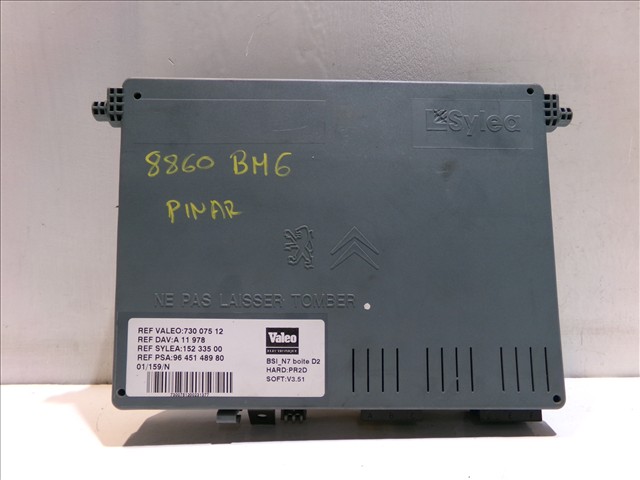 Sylea
8860 BM6
PINAR
NE PAS LAISSER TOMBER
REF VALEO:730 075 12
REF DAV:A 11 978
REF SYLEA:152 335 00
REF PSA:96 451 489 80
01/159/N
Valeo
ELECTRONIQUE
BSI_N7 boite D2
HARD:PR2D
SOFT:V3,51